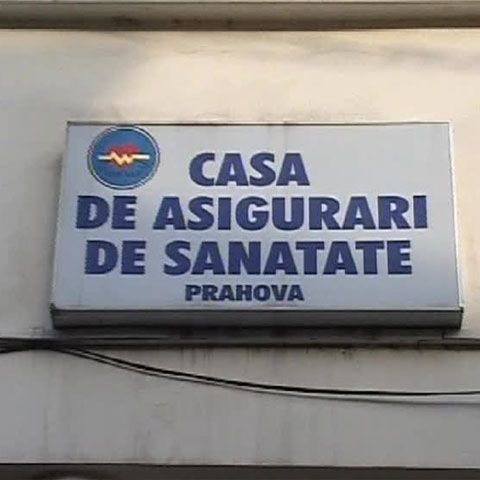 CASA
DE ASIGURARI
DE SANATATE
PRAHOVA